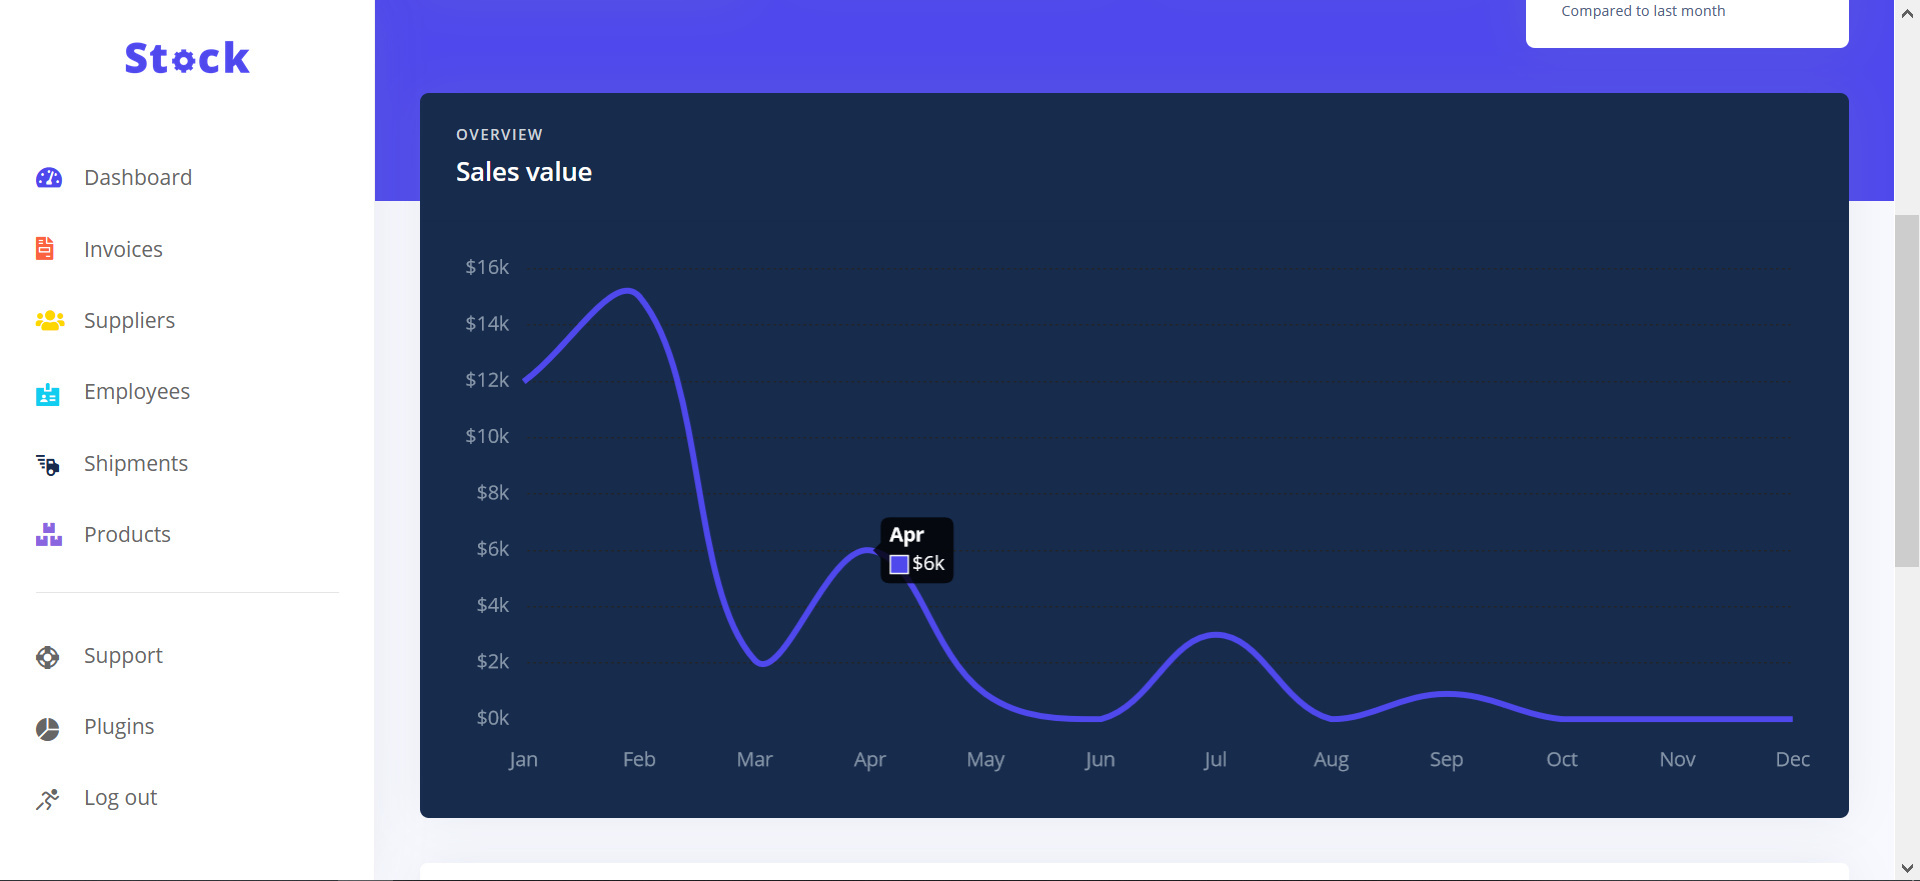 Stock
Dashboard
Invoices
Suppliers
Employees
Shipments
Products
Support
Plugins
Log out
Compared to last month
OVERVIEW
Sales value
$16k
$14k
$12k
$10k
$8k
$6k
$4k
$2k
$0k
Apr
$6k
Jan Feb Mar Apr May Jun Jul Aug Sep Oct Nov Dec